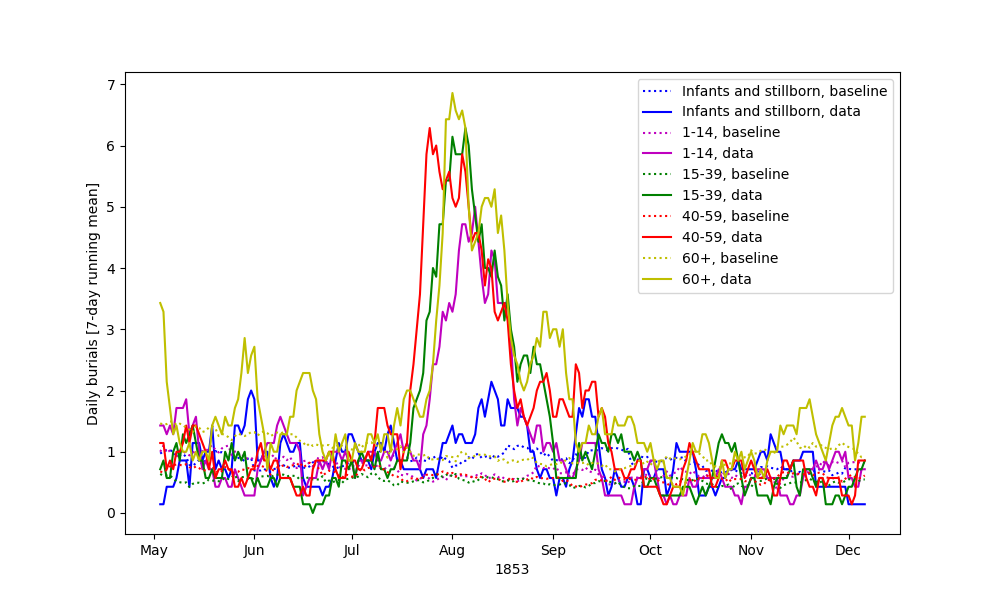 7
6
5
4
3
2
1
0
Daily burials [7-day running mean]
Infants and stillborn, baseline
Infants and stillborn, data
1-14, baseline
1-14, data
15-39, baseline
15-39, data
40-59, baseline
40-59, data
60+, baseline
60+, data
May Jun Jul Aug Sep Oct Nov Dec
1853